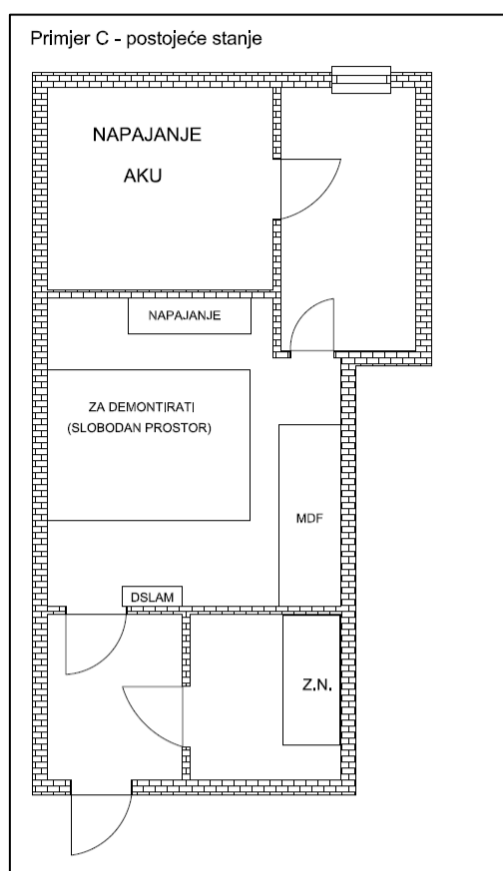 Primjer C - postojeće stanje
NAPAJANJE
AKU
NAPAJANJE
ZA DEMONTIRATI
(SLOBODAN PROSTOR)
MDF
DSLAM
Z.N.